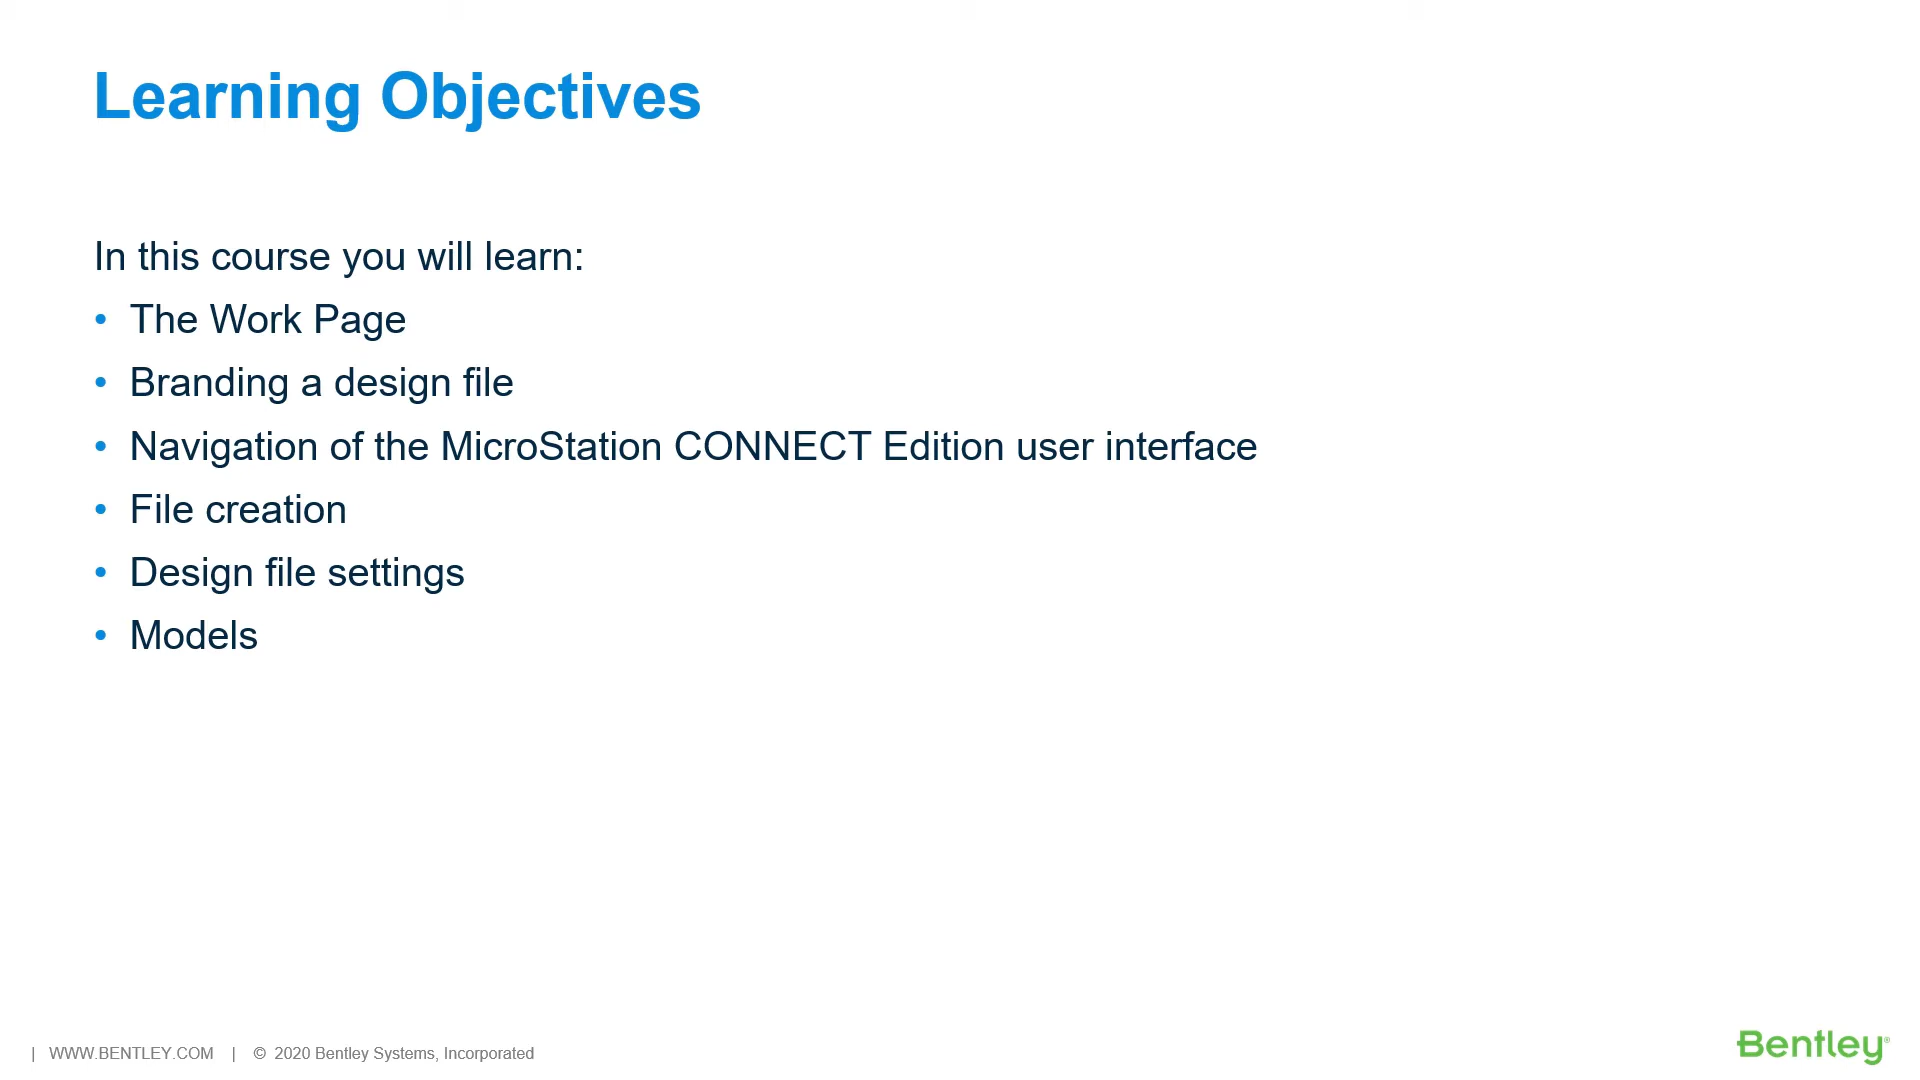 Learning Objectives
In this course you will learn:
• The Work Page
• Branding a design file
• Navigation of the MicroStation CONNECT Edition user interface
• File creation
• Design file settings
• Models
| WWW.BENTLEY.COM | © 2020 Bentley Systems, Incorporated
Bentley®